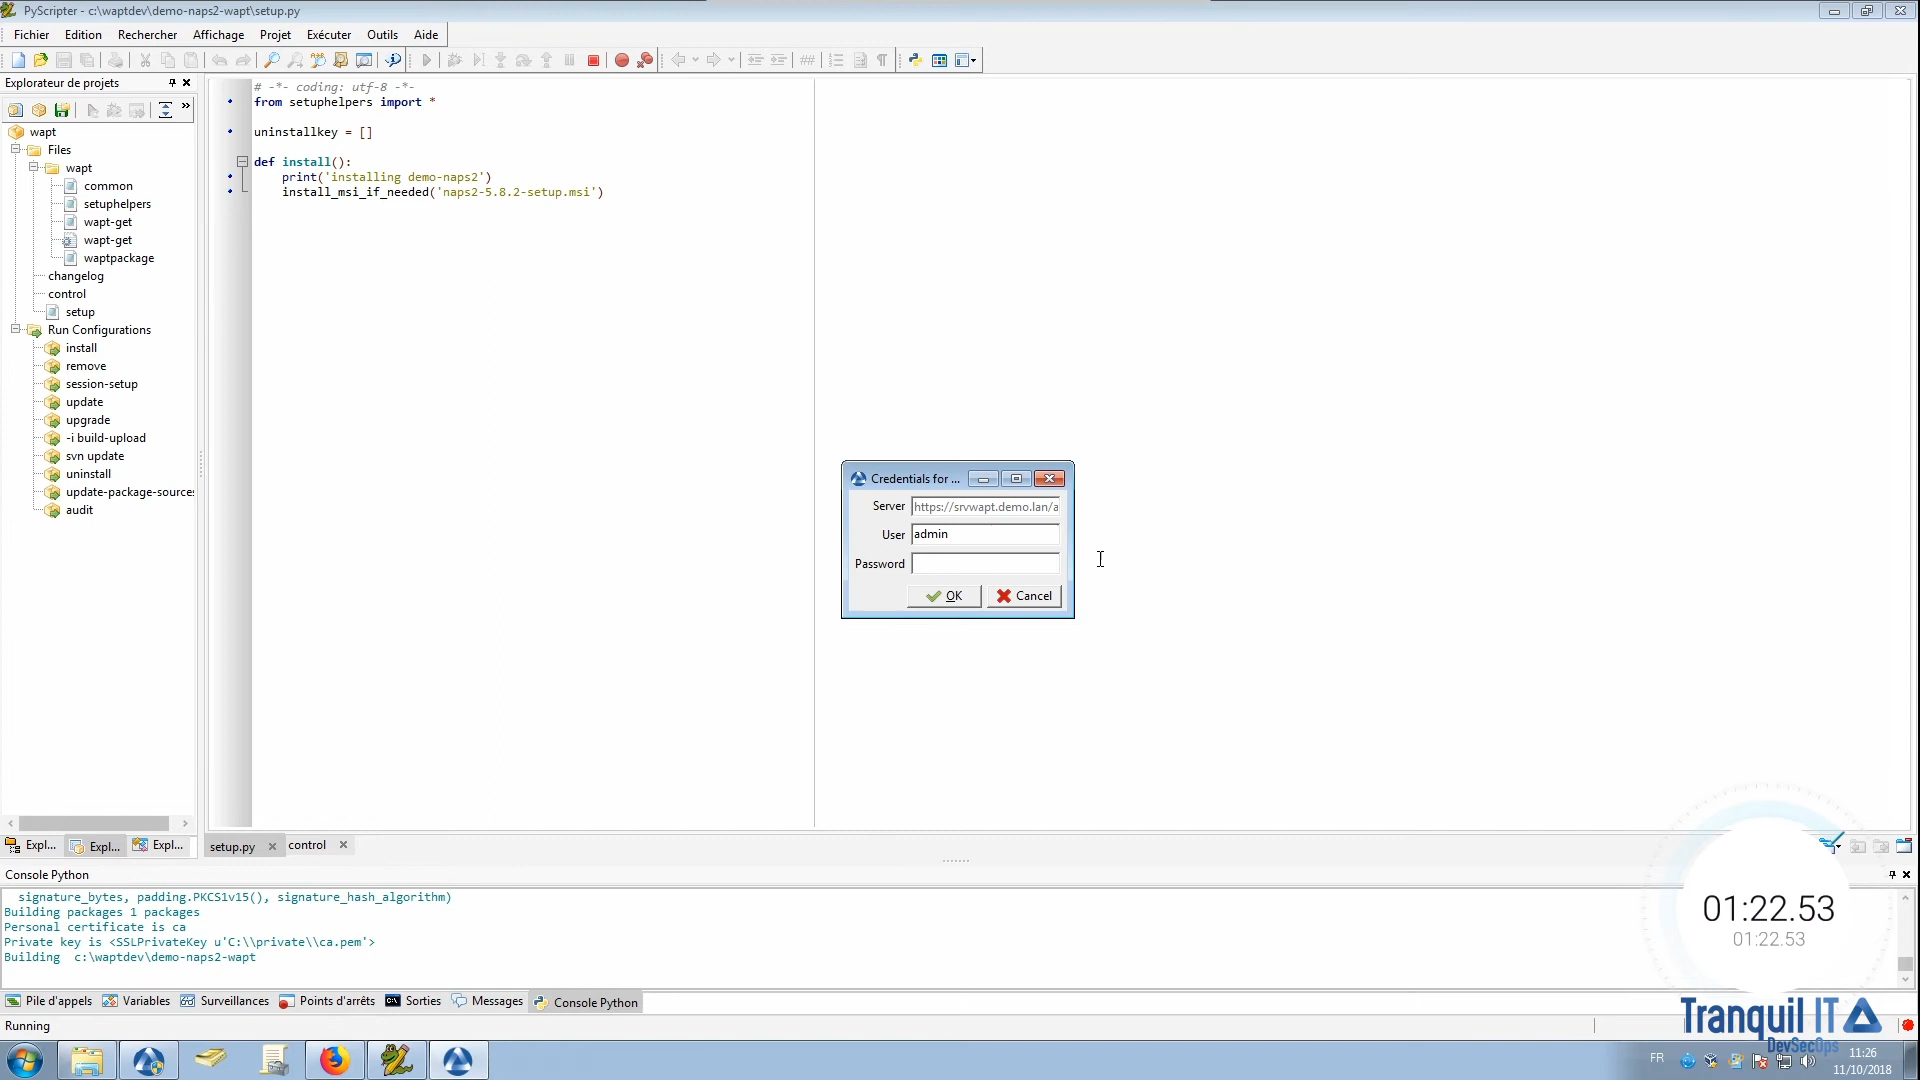 PyScripter - c:\waptdev\demo-naps2-wapt\setup.py
Fichier Edition Rechercher Affichage Projet Exécuter Outils Aide
Explorateur de projets
wapt
Files
wapt
common
setuphelpers
wapt-get
wapt-get
waptpackage
changelog
control
setup
Run Configurations
install
remove
session-setup
update
upgrade
-i build-upload
svn update
uninstall
update-package-sources
audit
# -*- coding: utf-8 -*-
from setuphelpers import *
uninstallkey = []
def install():
print('installing demo-naps2')
install_msi_if_needed('naps2-5.8.2-setup.msi')
Credentials for ...
Server https://srvwapt.demo.lan/a
User admin
Password
OK Cancel
Expl... Expl... Expl...
setup.py control
Console Python
signature_bytes, padding.PKCS1v15(), signature_hash_algorithm)
Building packages 1 packages
Personal certificate is ca
Private key is <SSLPrivateKey u'C:\\private\\ca.pem'>
Building  c:\waptdev\demo-naps2-wapt
01:22.53
01:22.53
Pile d'appels Variables Surveillances Points d'arrêts Sorties Messages Console Python
Running
Tranquil IT
DevSecOps
FR
11:26
11/10/2018